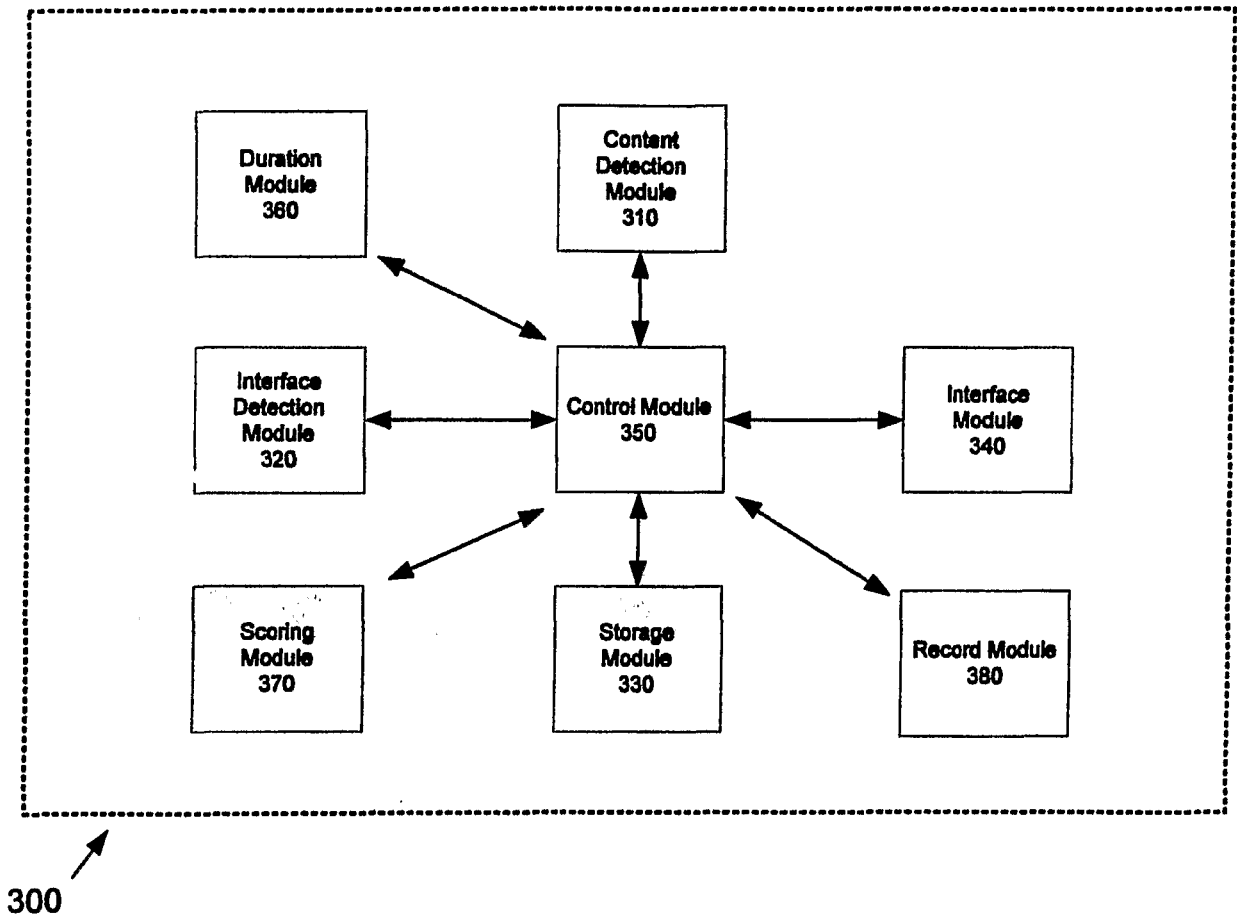 Duration
Module
360
Content
Detection
Module
310
Interface
Detection
Module
320
Control Module
350
Interface
Module
340
Scoring
Module
370
Storage
Module
330
Record Module
380
300